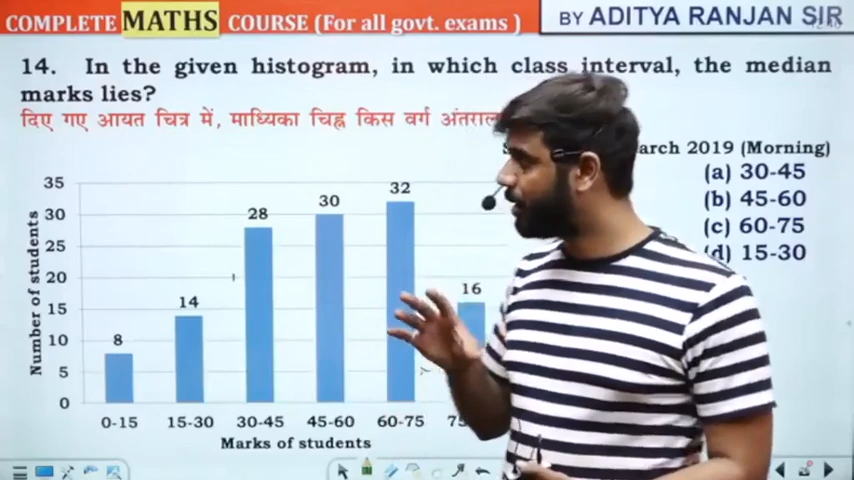 COMPLETE MATHS COURSE (For all govt. exams )
BY ADITYA RANJAN SIR
14. In the given histogram, in which class interval, the median
marks lies?
दिए गए आयत चित्र में, माध्यिका चिह्न किस वर्ग अंतराल
arch 2019 (Morning)
(a) 30-45
(b) 45-60
(c) 60-75
(d) 15-30
Number of students
35
30
25
20
15
10
5
0
8
14
28
30
32
16
0-15 15-30 30-45 45-60 60-75
Marks of students